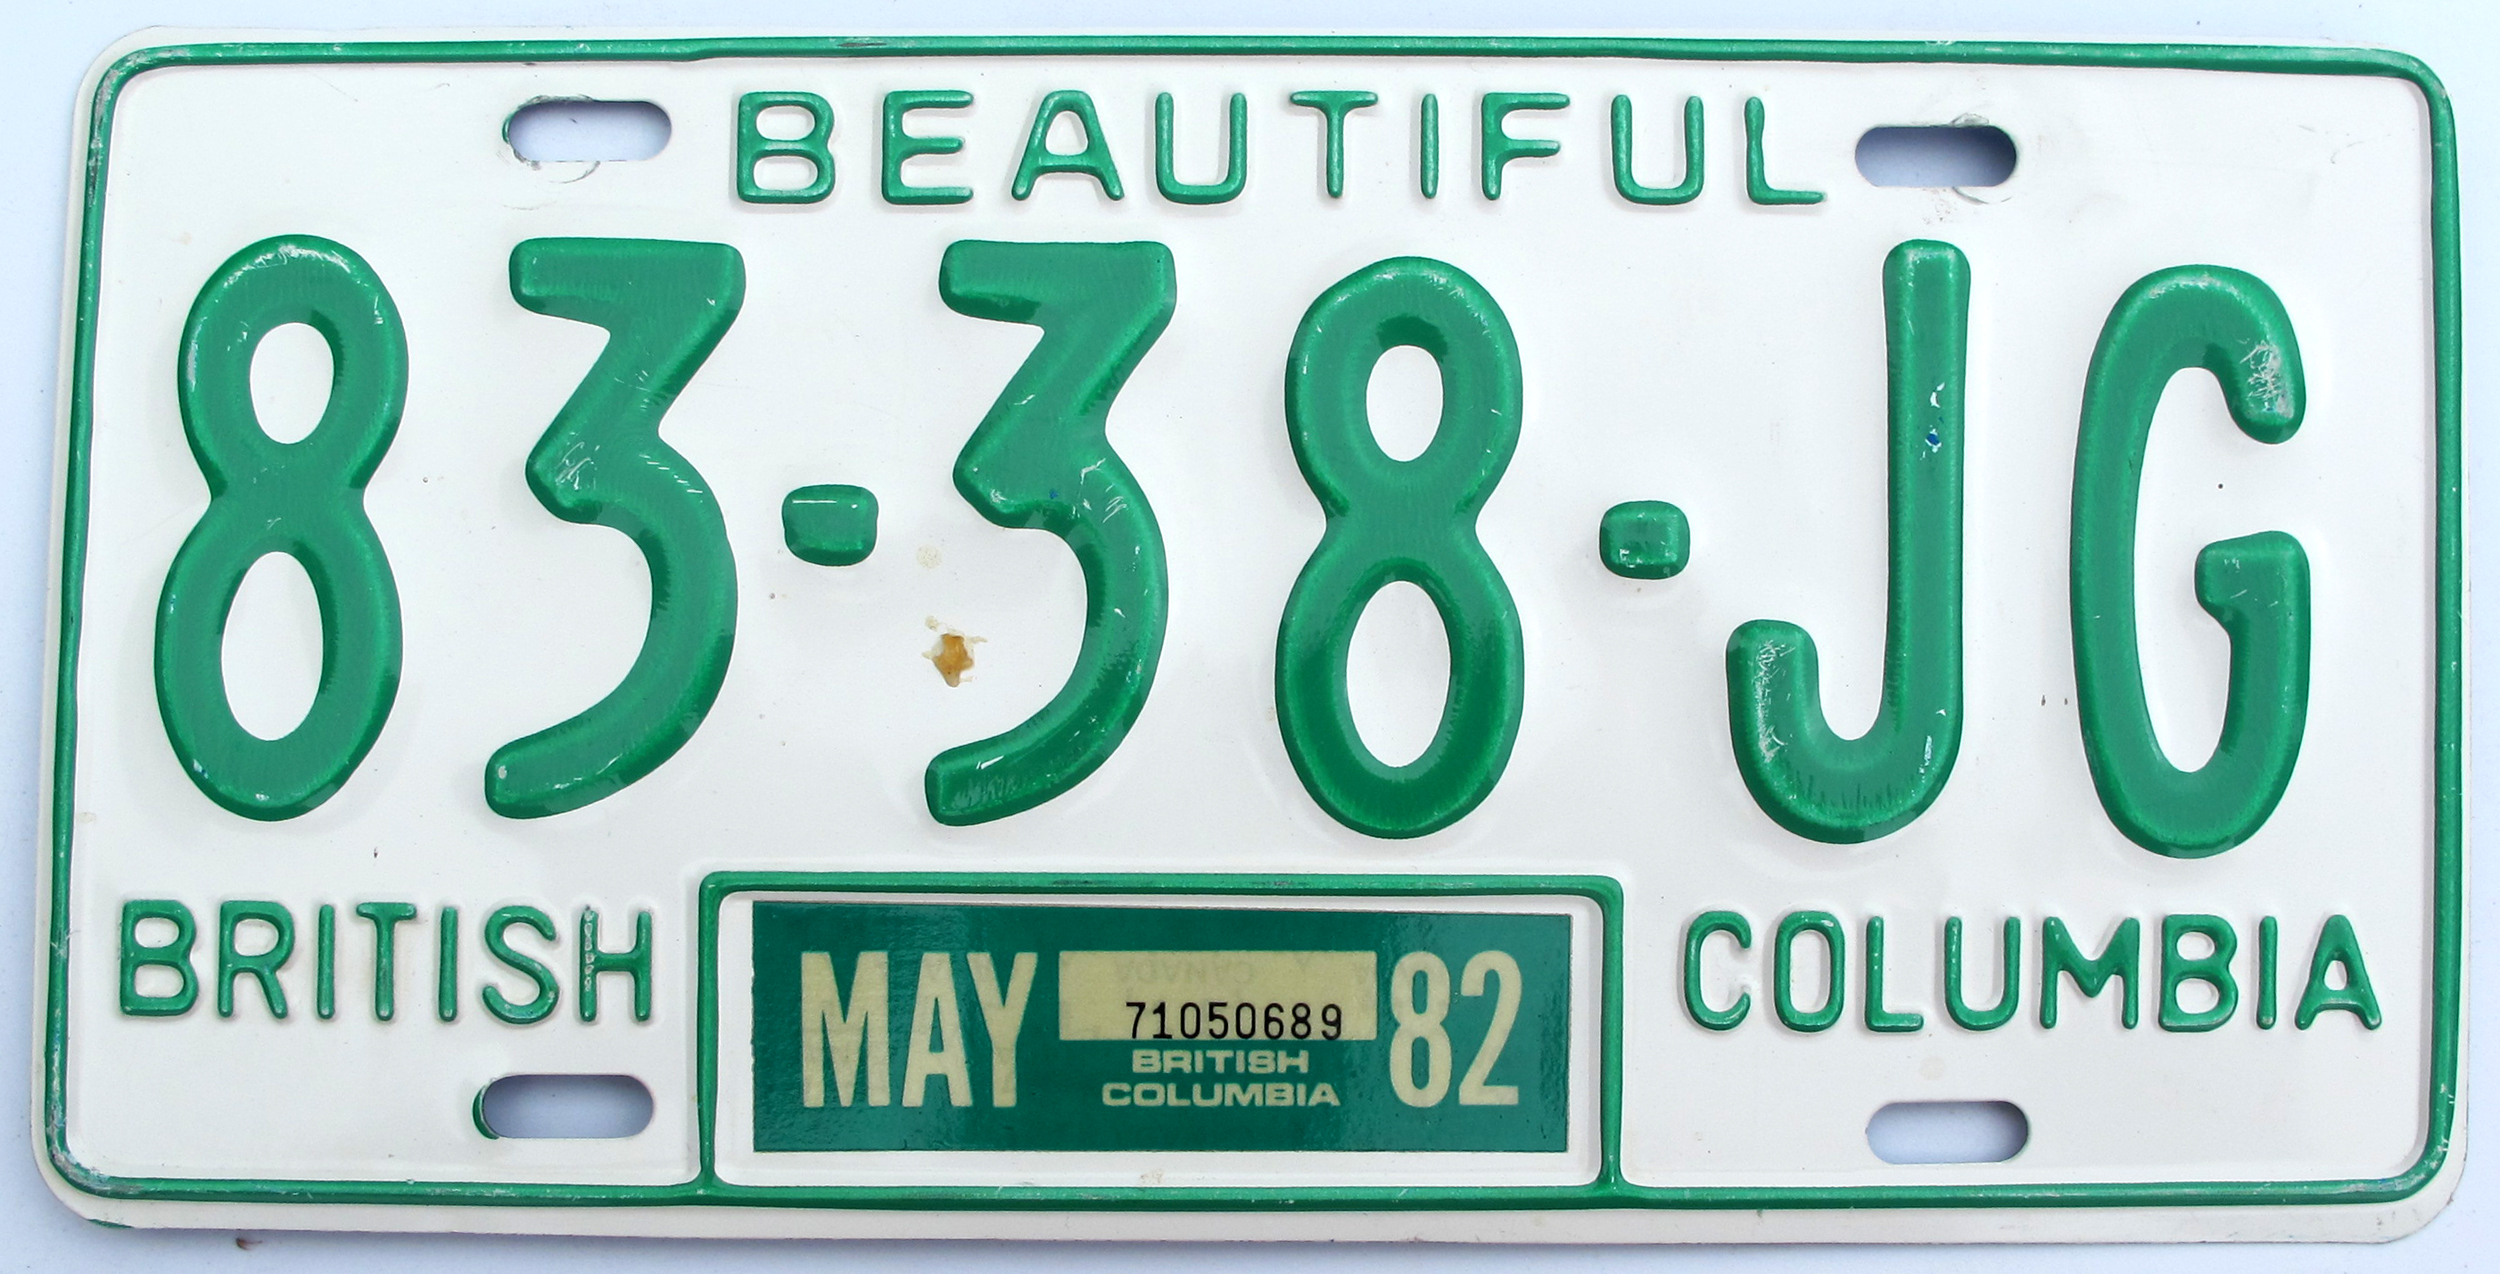 BEAUTIFUL
83-38-JG
BRITISH COLUMBIA
MAY 71050689 82
BRITISH
COLUMBIA